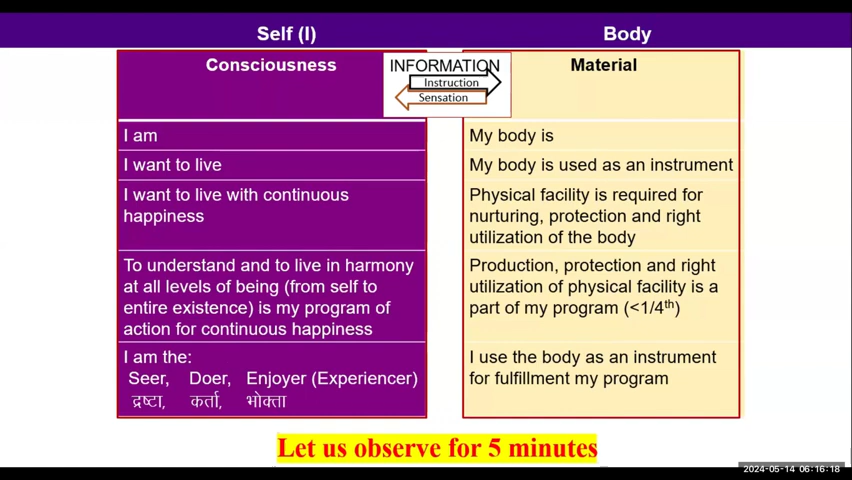 Self (I)
Body
Consciousness
INFORMATION
Instruction
Sensation
Material
I am
My body is
I want to live
My body is used as an instrument
I want to live with continuous
happiness
Physical facility is required for
nurturing, protection and right
utilization of the body
To understand and to live in harmony
at all levels of being (from self to
entire existence) is my program of
action for continuous happiness
Production, protection and right
utilization of physical facility is a
part of my program (<1/4th)
I am the:
Seer, Doer, Enjoyer (Experiencer)
द्रष्टा, कर्ता, भोक्ता
I use the body as an instrument
for fulfillment my program
Let us observe for 5 minutes
2024-05-14 06:16:18